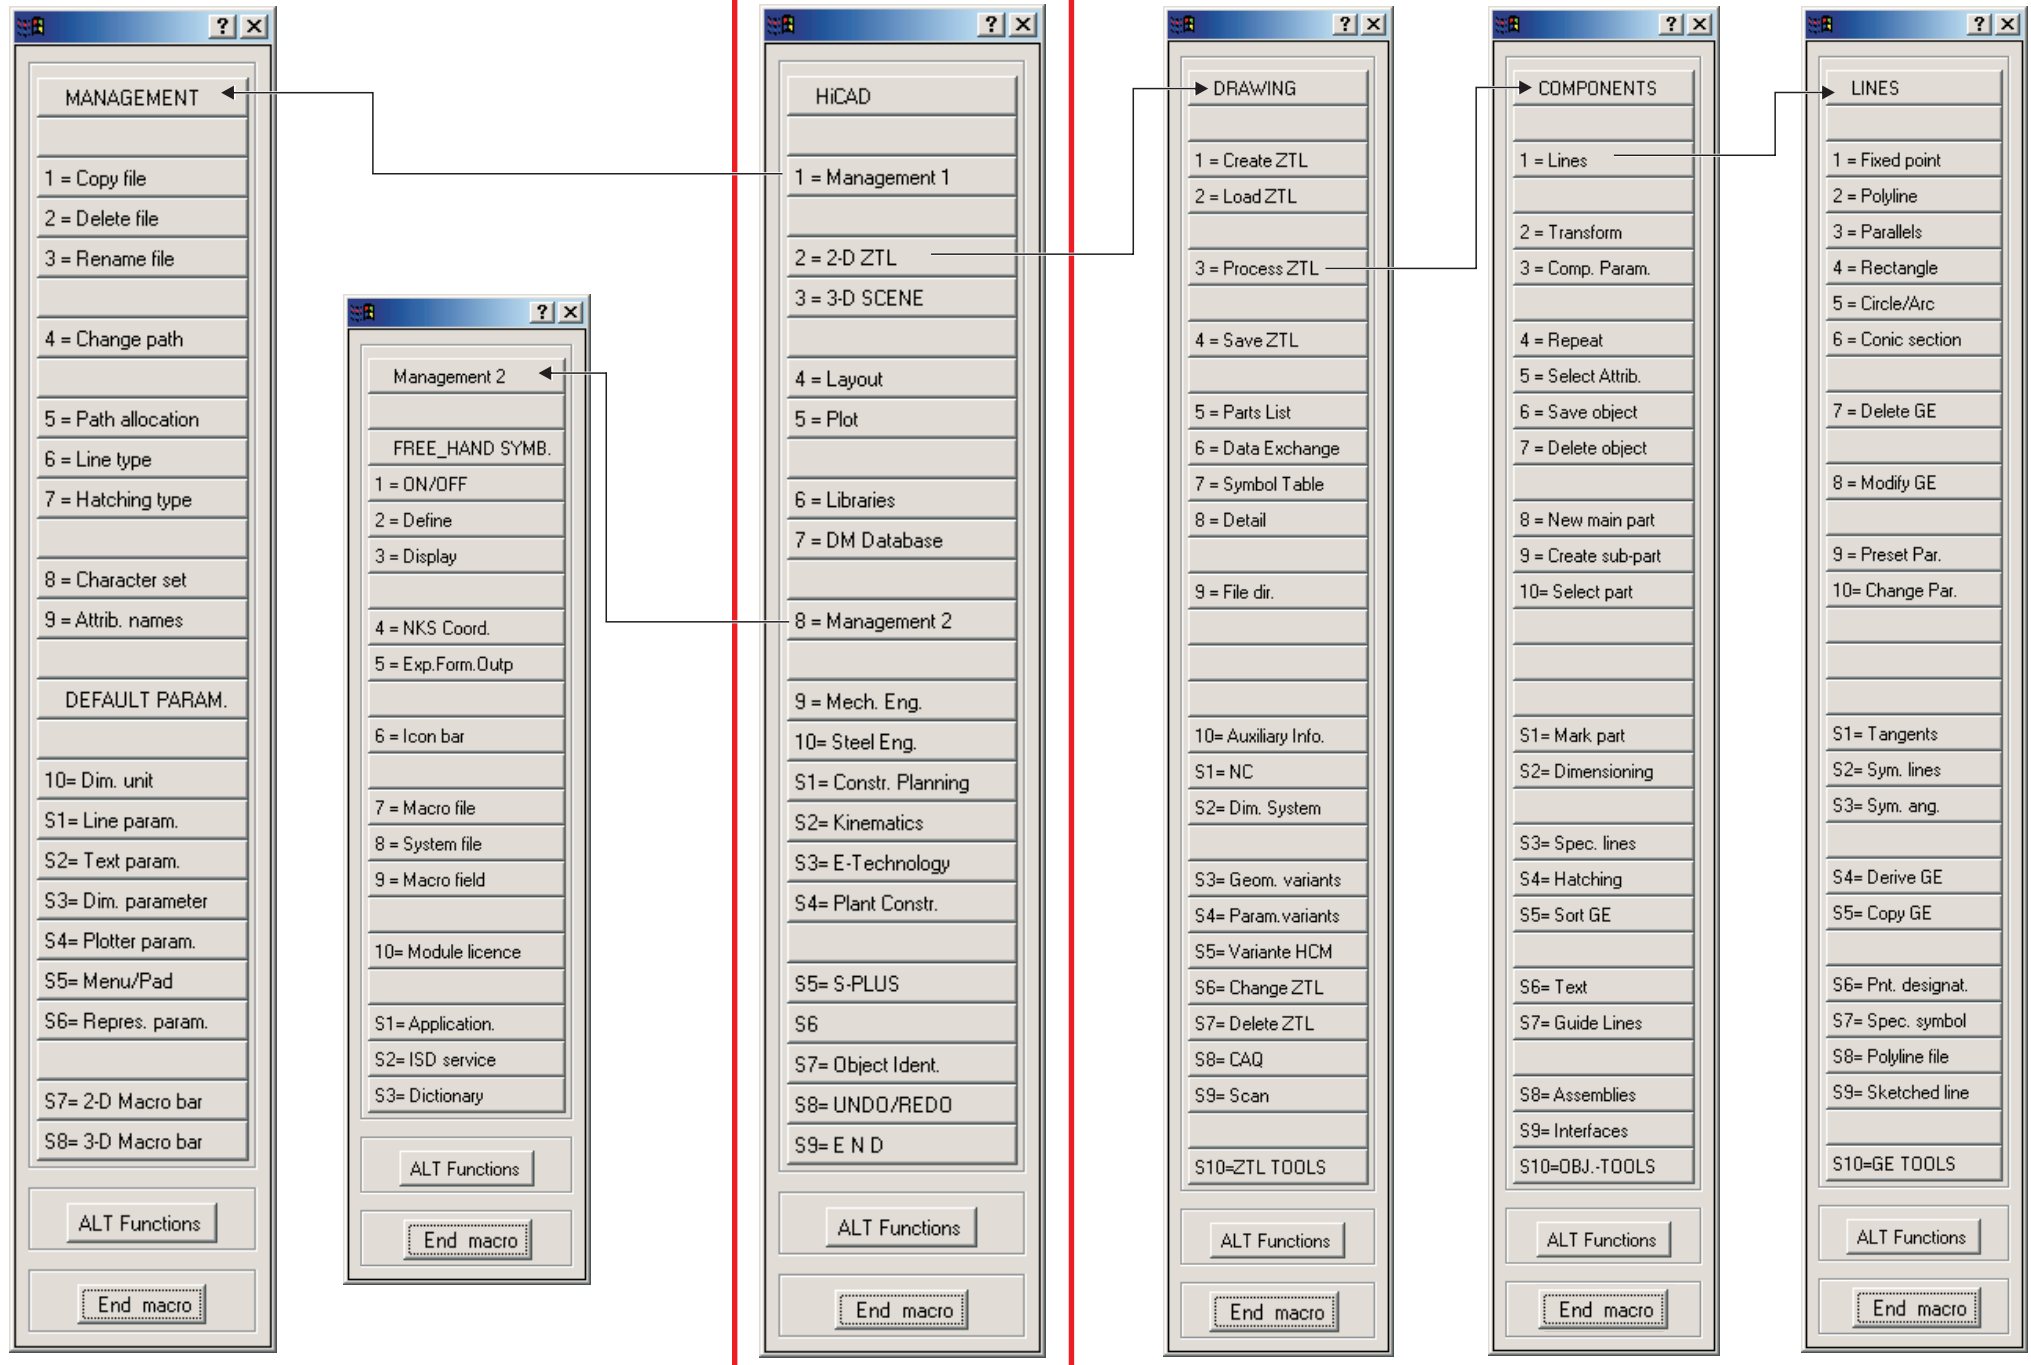 MANAGEMENT
1 = Copy file
2 = Delete file
3 = Rename file
4 = Change path
5 = Path allocation
6 = Line type
7 = Hatching type
8 = Character set
9 = Attrib. names
DEFAULT PARAM.
10= Dim. unit
S1= Line param.
S2= Text param.
S3= Dim. parameter
S4= Plotter param.
S5= Menu/Pad
S6= Repres. param.
S7= 2-D Macro bar
S8= 3-D Macro bar
ALT Functions
End macro
Management 2
FREE_HAND SYMB.
1 = ON/OFF
2 = Define
3 = Display
4 = NKS Coord.
5 = Exp.Form.Outp
6 = Icon bar
7 = Macro file
8 = System file
9 = Macro field
10= Module licence
S1= Application.
S2= ISD service
S3= Dictionary
ALT Functions
End macro
HiCAD
1 = Management 1
2 = 2-D ZTL
3 = 3-D SCENE
4 = Layout
5 = Plot
6 = Libraries
7 = DM Database
8 = Management 2
9 = Mech. Eng.
10= Steel Eng.
S1= Constr. Planning
S2= Kinematics
S3= E-Technology
S4= Plant Constr.
S5= S-PLUS
S6
S7= Object Ident.
S8= UNDO/REDO
S9= E N D
ALT Functions
End macro
DRAWING
1 = Create ZTL
2 = Load ZTL
3 = Process ZTL
4 = Save ZTL
5 = Parts List
6 = Data Exchange
7 = Symbol Table
8 = Detail
9 = File dir.
10= Auxiliary Info.
S1= NC
S2= Dim. System
S3= Geom. variants
S4= Param.variants
S5= Variante HCM
S6= Change ZTL
S7= Delete ZTL
S8= CAQ
S9= Scan
S10=ZTL TOOLS
ALT Functions
End macro
COMPONENTS
1 = Lines
2 = Transform
3 = Comp. Param.
4 = Repeat
5 = Select Attrib.
6 = Save object
7 = Delete object
8 = New main part
9 = Create sub-part
10= Select part
S1= Mark part
S2= Dimensioning
S3= Spec. lines
S4= Hatching
S5= Sort GE
S6= Text
S7= Guide Lines
S8= Assemblies
S9= Interfaces
S10=OBJ.-TOOLS
ALT Functions
End macro
LINES
1 = Fixed point
2 = Polyline
3 = Parallels
4 = Rectangle
5 = Circle/Arc
6 = Conic section
7 = Delete GE
8 = Modify GE
9 = Preset Par.
10= Change Par.
S1= Tangents
S2= Sym. lines
S3= Sym. ang.
S4= Derive GE
S5= Copy GE
S6= Pnt. designat.
S7= Spec. symbol
S8= Polyline file
S9= Sketched line
S10=GE TOOLS
ALT Functions
End macro